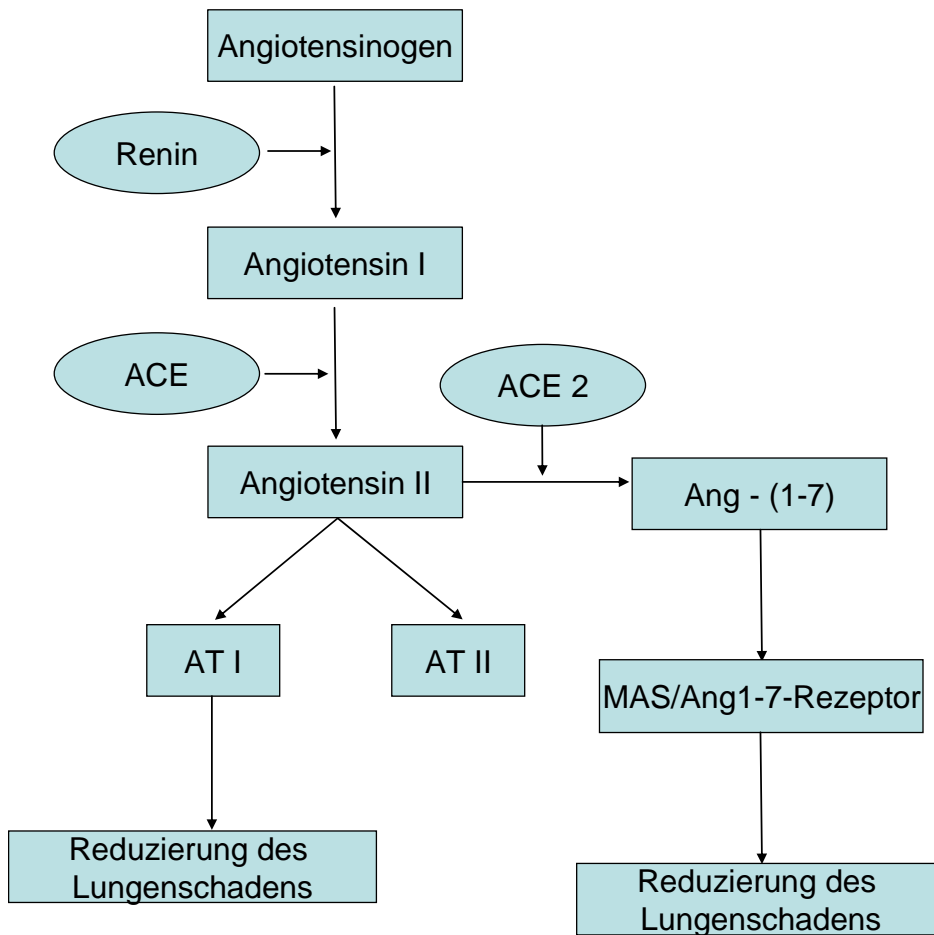 Angiotensinogen
Renin
Angiotensin I
ACE
ACE 2
Angiotensin II
Ang - (1-7)
AT I
AT II
MAS/Ang1-7-Rezeptor
Reduzierung des
Lungenschadens
Reduzierung des
Lungenschadens